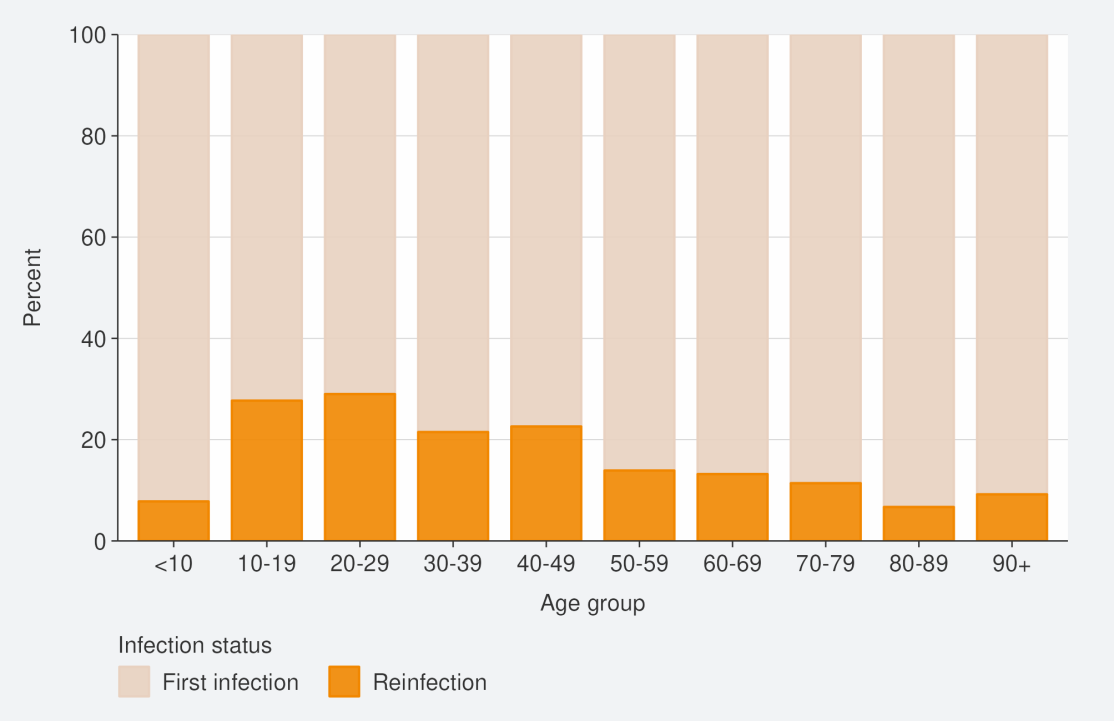 100
80
60
40
20
0
Percent
<10 10-19 20-29 30-39 40-49 50-59 60-69 70-79 80-89 90+
Age group
Infection status
First infection Reinfection